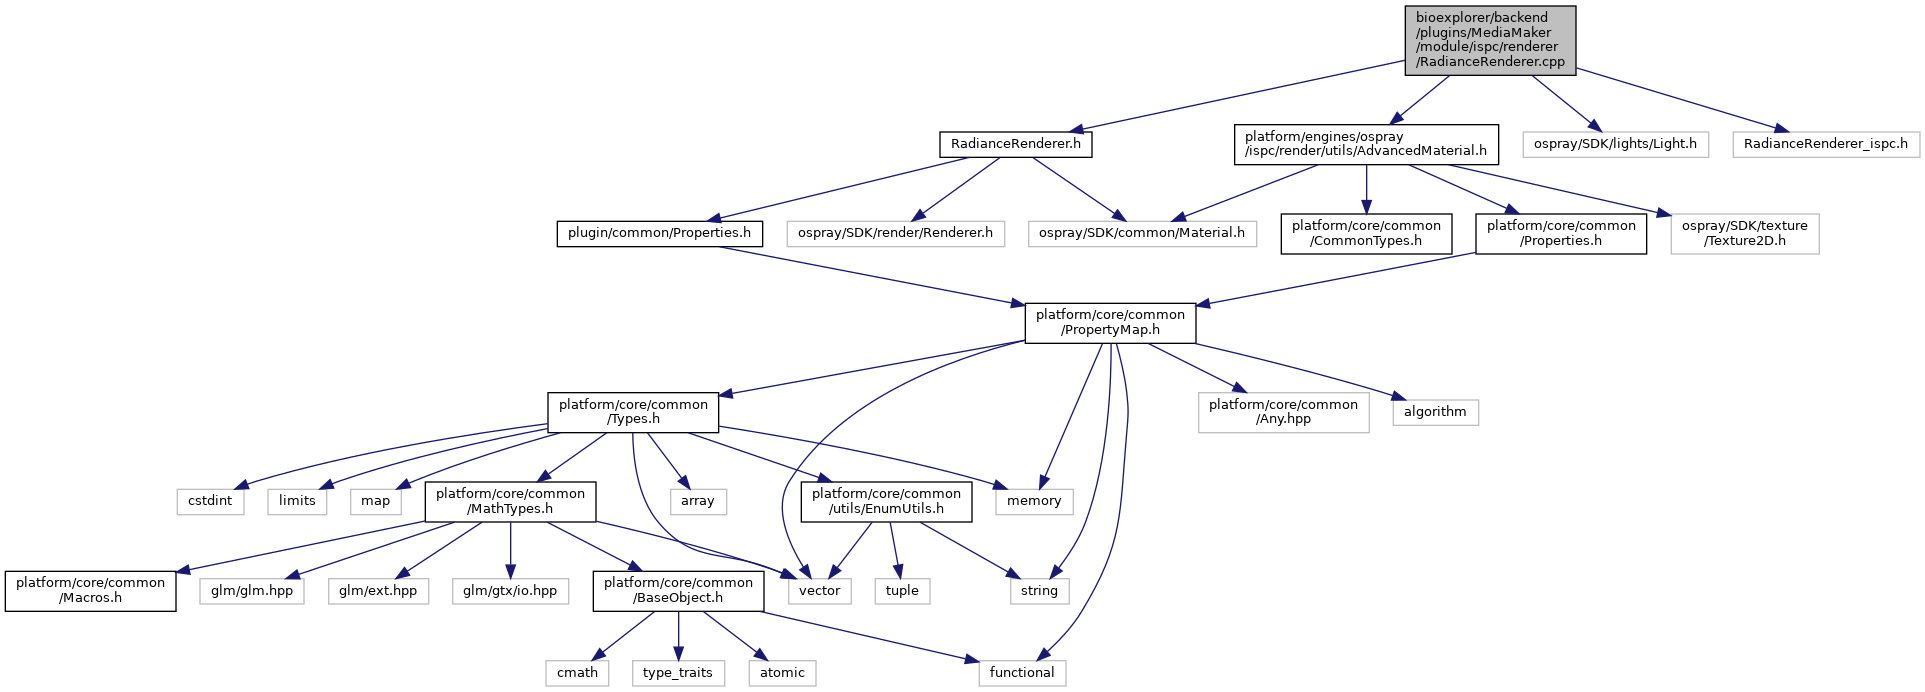 bioexplorer/backend
/plugins/MediaMaker
/module/ispc/renderer
/RadianceRenderer.cpp
RadianceRenderer.h
platform/engines/ospray
/ispc/render/utils/AdvancedMaterial.h
ospray/SDK/lights/Light.h
RadianceRenderer_ispc.h
plugin/common/Properties.h
ospray/SDK/render/Renderer.h
ospray/SDK/common/Material.h
platform/core/common
/CommonTypes.h
platform/core/common
/Properties.h
ospray/SDK/texture
/Texture2D.h
platform/core/common
/PropertyMap.h
platform/core/common
/Types.h
platform/core/common
/Any.hpp
algorithm
cstdint
limits
map
platform/core/common
/MathTypes.h
array
platform/core/common
/utils/EnumUtils.h
memory
platform/core/common
/Macros.h
glm/glm.hpp
glm/ext.hpp
glm/gtx/io.hpp
platform/core/common
/BaseObject.h
vector
tuple
string
cmath
type_traits
atomic
functional